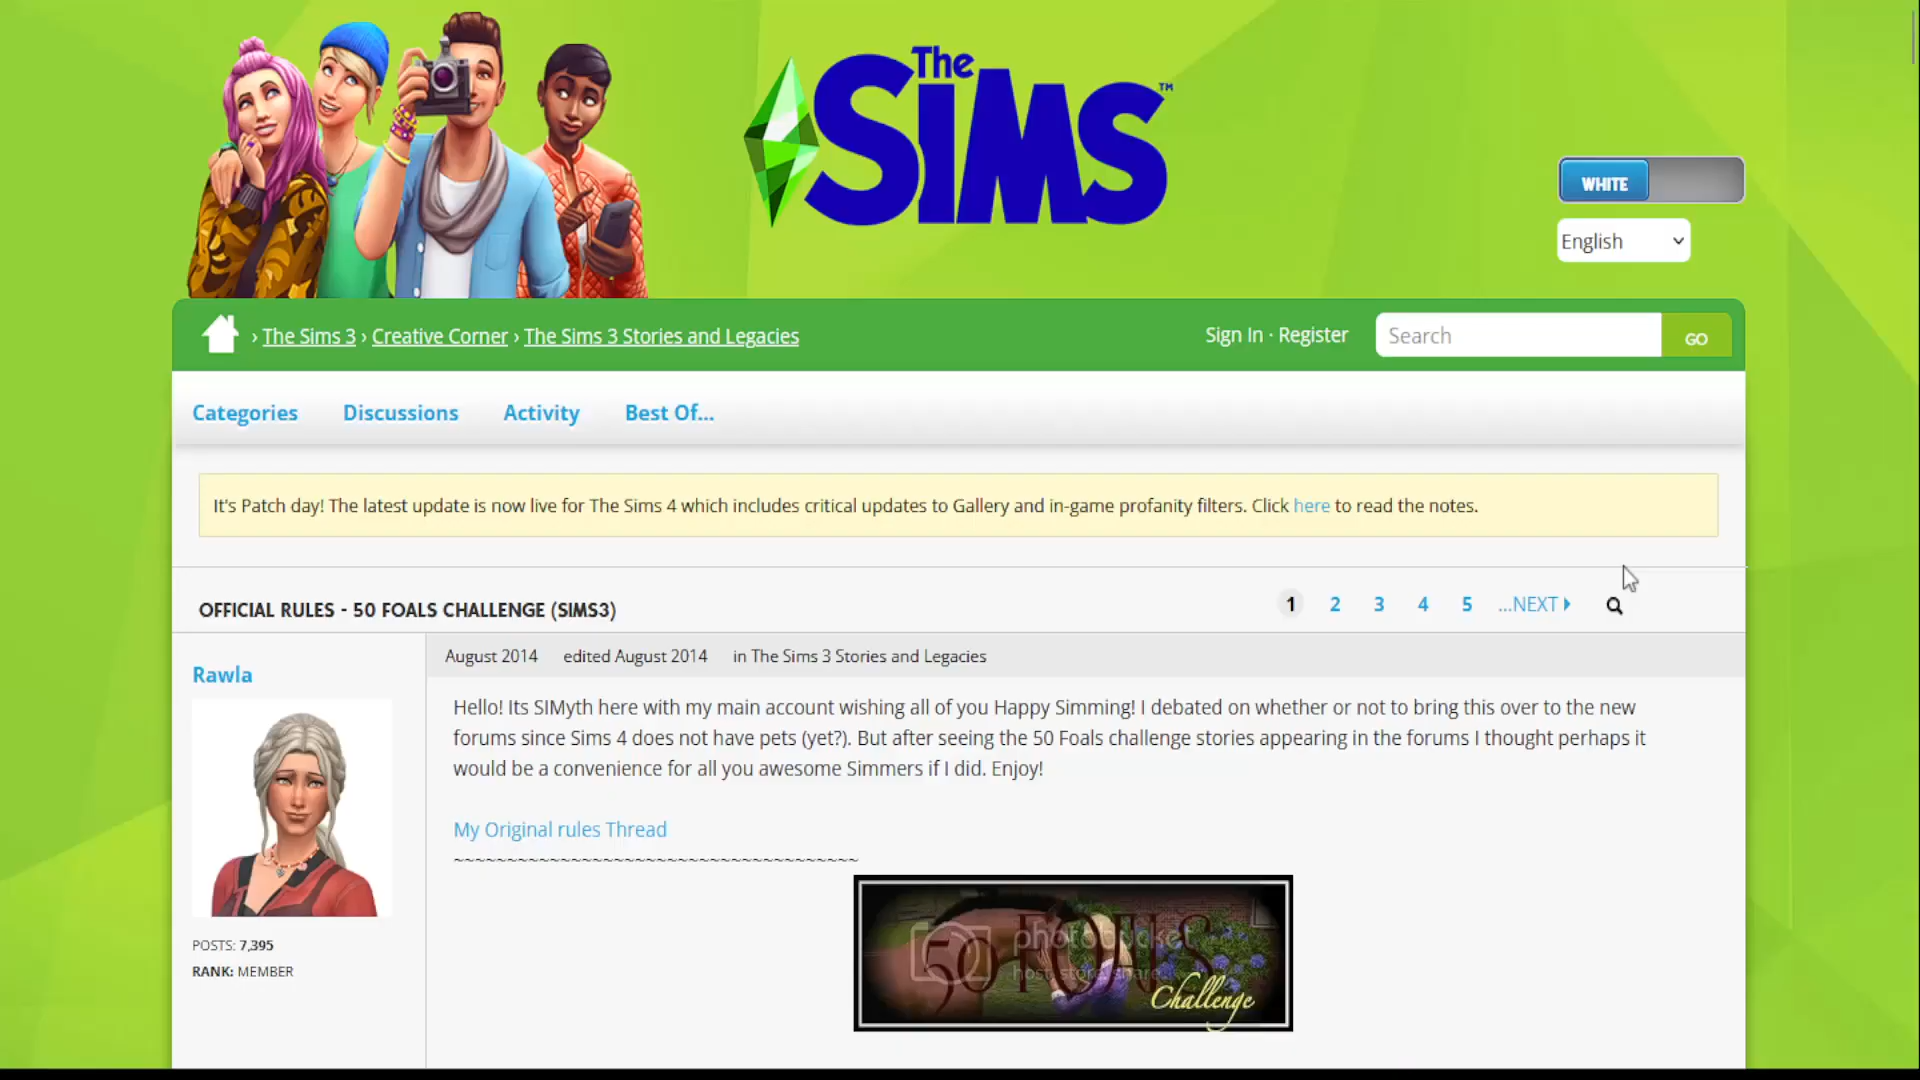 The Sims™
WHITE
English
› The Sims 3 › Creative Corner › The Sims 3 Stories and Legacies
Sign In · Register
Search
GO
Categories Discussions Activity Best Of...
It's Patch day! The latest update is now live for The Sims 4 which includes critical updates to Gallery and in-game profanity filters. Click here to read the notes.
OFFICIAL RULES - 50 FOALS CHALLENGE (SIMS3)
1 2 3 4 5 ...NEXT
Rawla
August 2014 edited August 2014 in The Sims 3 Stories and Legacies
Hello! Its SIMyth here with my main account wishing all of you Happy Simming! I debated on whether or not to bring this over to the new
forums since Sims 4 does not have pets (yet?). But after seeing the 50 Foals challenge stories appearing in the forums I thought perhaps it
would be a convenience for all you awesome Simmers if I did. Enjoy!
My Original rules Thread
~~~~~~~~~~~~~~~~~~~~~~~~~~~~~~~~~~~~~~
50 FOALS
photobucket
host. store. share.
Challenge
POSTS: 7,395
RANK: MEMBER